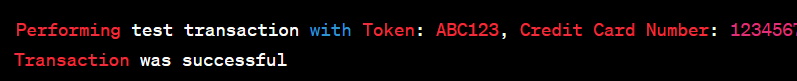 Performing test transaction with Token: ABC123, Credit Card Number: 1234567
Transaction was successful